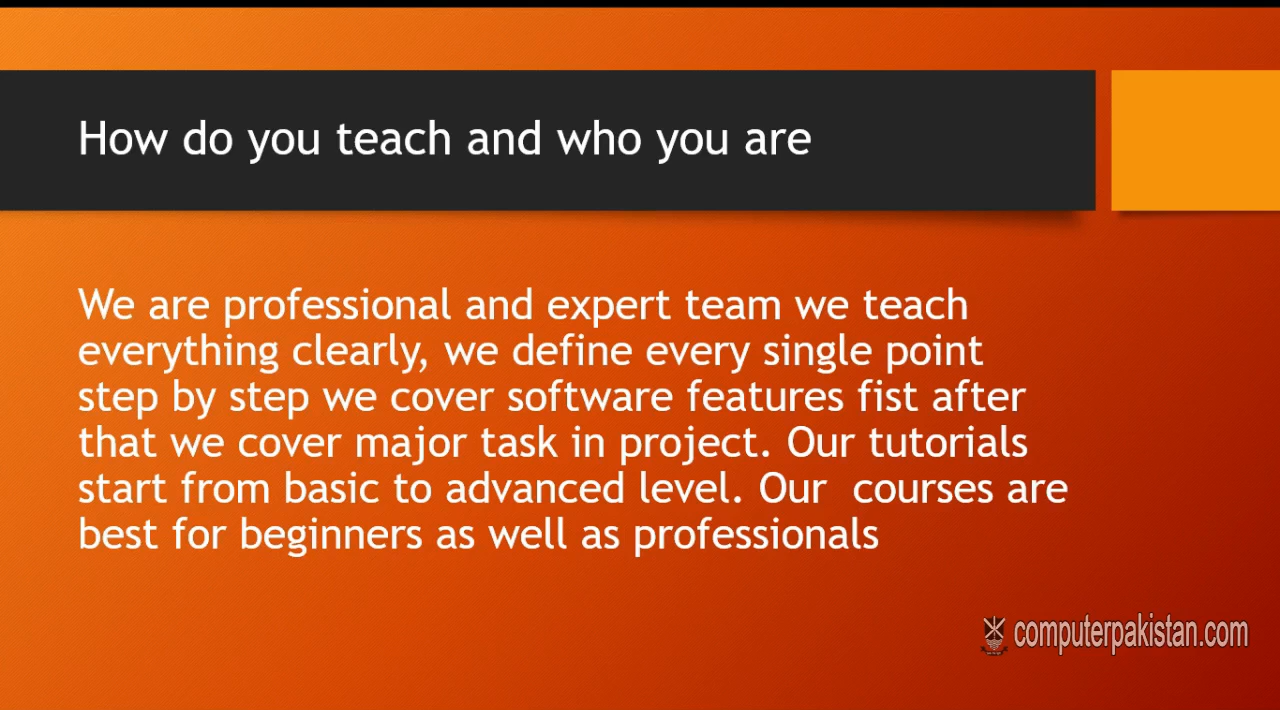 How do you teach and who you are
We are professional and expert team we teach
everything clearly, we define every single point
step by step we cover software features fist after
that we cover major task in project. Our tutorials
start from basic to advanced level. Our  courses are
best for beginners as well as professionals
computerpakistan.com